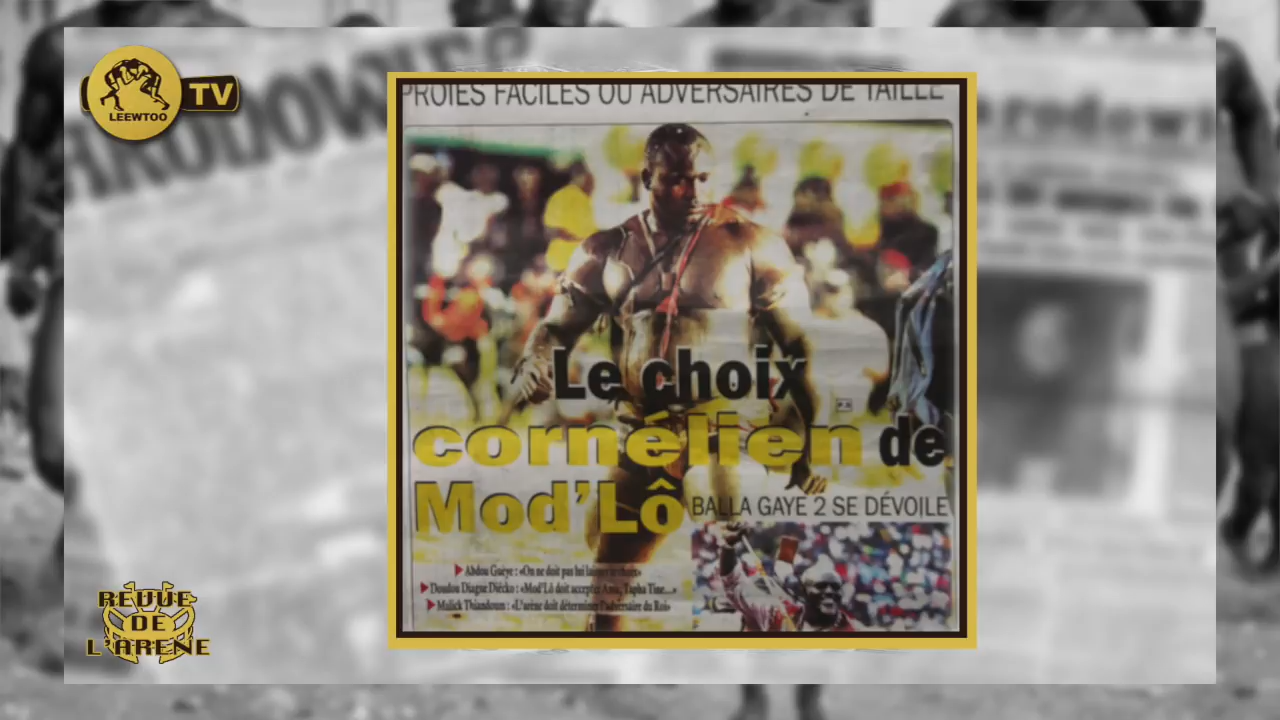 LEEWTOO
TV
PROIES FACILES OU ADVERSAIRES DE TAILLE
Le choix
cornélien de
Mod'Lô
BALLA GAYE 2 SE DÉVOILE
Abdou Guèye : «On ne doit pas lui laisser le choix»
Doudou Diagne Diécko : «Mod'Lô doit accepter Ama, Tapha Tine...»
Malick Thiandoum : «L'arène doit déterminer l'adversaire du Roi»
REVUE
DE
L'ARENE